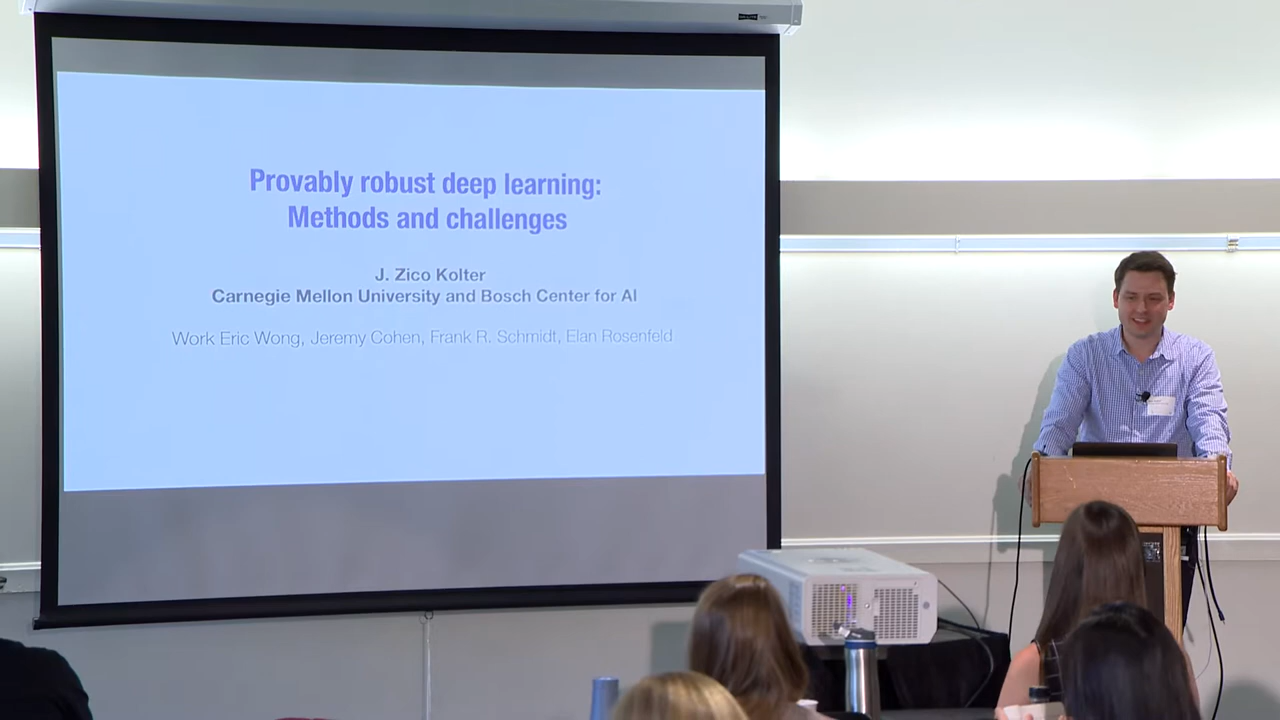 Provably robust deep learning:
Methods and challenges
J. Zico Kolter
Carnegie Mellon University and Bosch Center for AI
Work Eric Wong, Jeremy Cohen, Frank R. Schmidt, Elan Rosenfeld